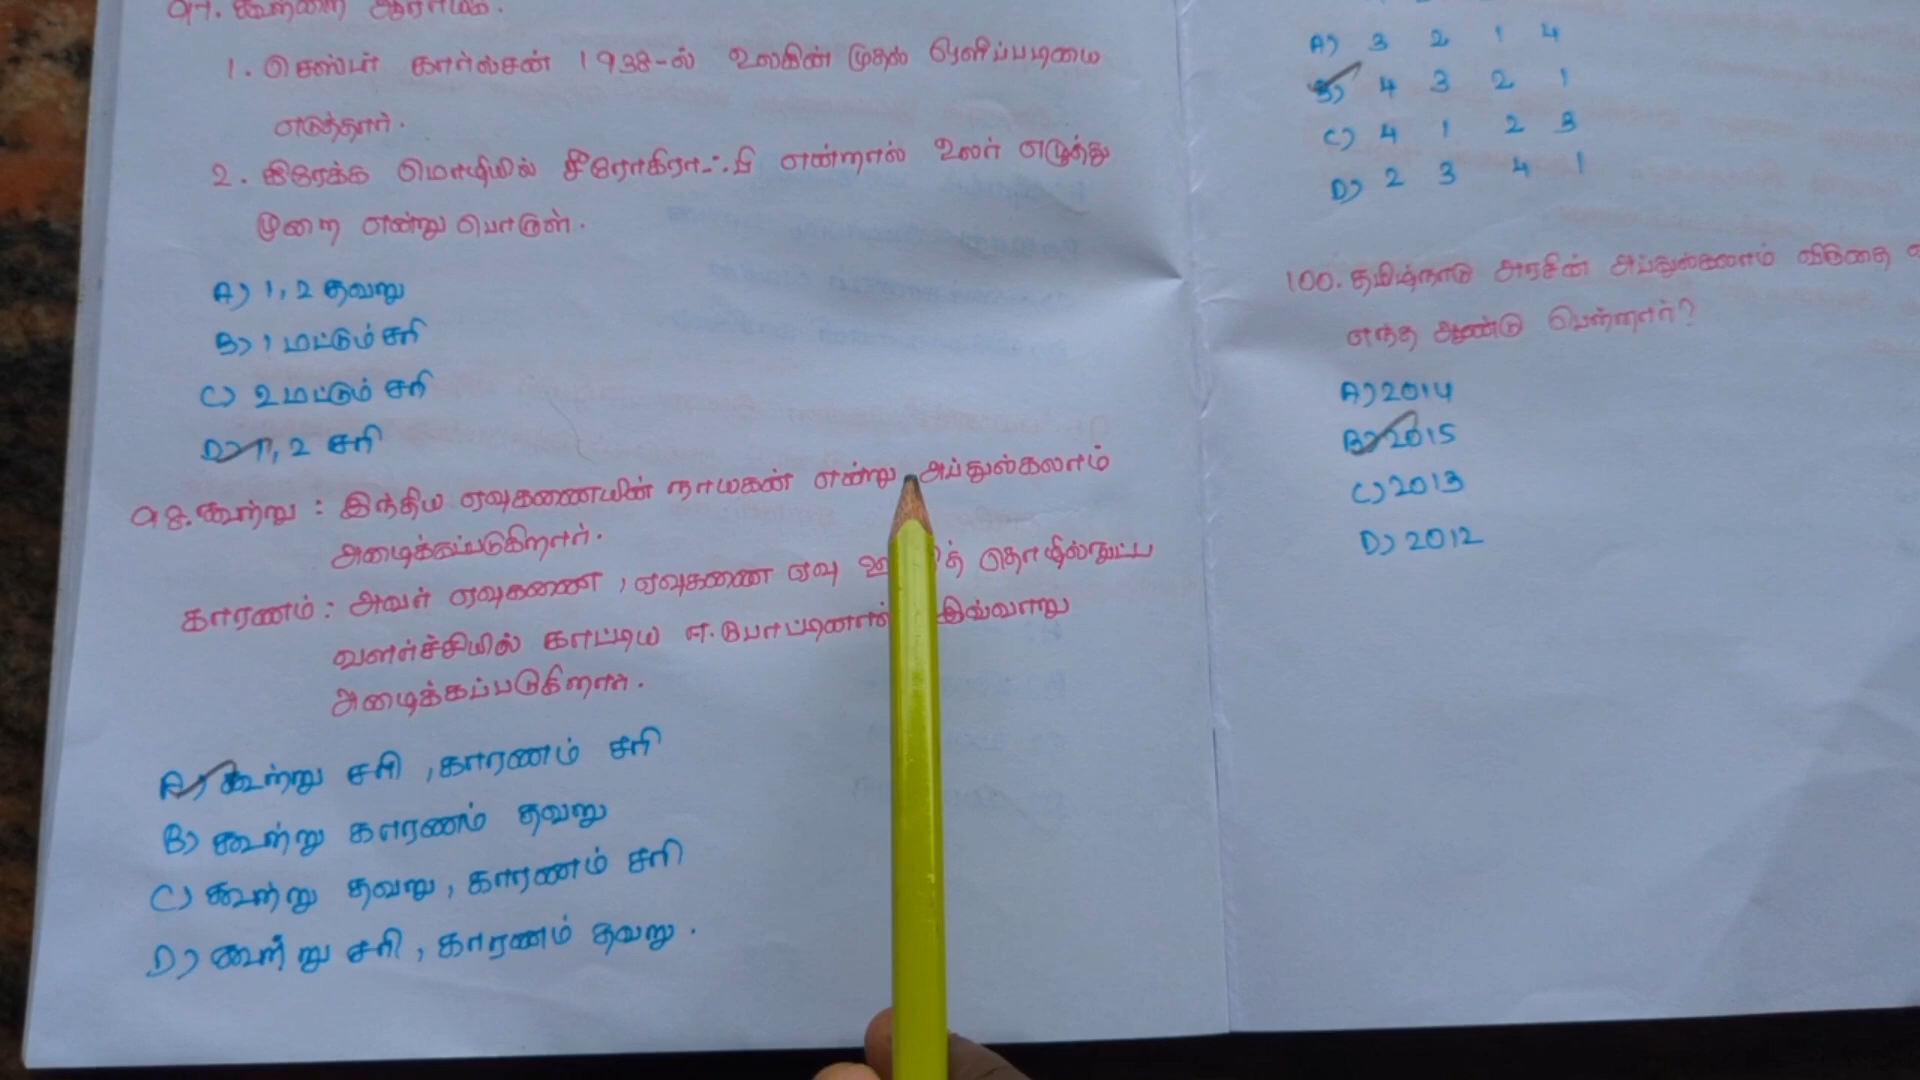 97. கூற்றை ஆராய்க.
1. செஸ்டர் கார்ல்சன் 1938-ல் உலகின் முதல் ஒளிப்படிமை
எடுத்தார்.
2. கிரேக்க மொழியில் சீரோகிராஃபி என்றால் உலர் எழுத்து
முறை என்று பொருள்.
A) 1, 2 தவறு
B) 1 மட்டும் சரி
C) 2 மட்டும் சரி
D) 1, 2 சரி
98. கூற்று : இந்திய ஏவுகணையின் நாயகன் என்று அப்துல்கலாம்
அழைக்கப்படுகிறார்.
காரணம் : அவர் ஏவுகணை, ஏவுகணை ஏவு தொழில்நுட்ப
வளர்ச்சியில் காட்டிய ஈடுபாட்டினால் இவ்வாறு
அழைக்கப்படுகிறார்.
A) கூற்று சரி, காரணம் சரி
B) கூற்று காரணம் தவறு
C) கூற்று தவறு, காரணம் சரி
D) கூற்று சரி, காரணம் தவறு.
A) 3 2 1 4
B) 4 3 2 1
C) 4 1 2 3
D) 2 3 4 1
100. தமிழ்நாடு அரசின் அப்துல்கலாம் விருதை
எந்த ஆண்டு பெற்றார்?
A) 2014
B) 2015
C) 2013
D) 2012